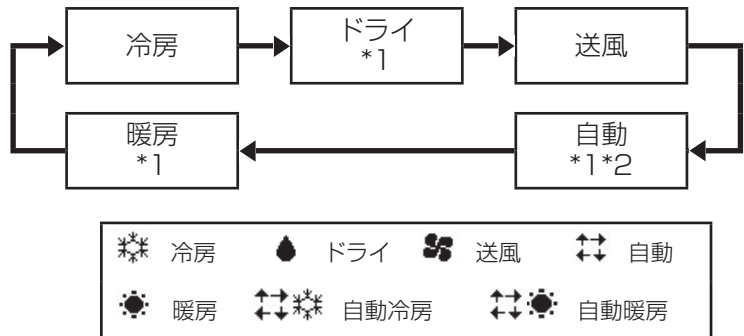 冷房
ドライ
*1
送風
暖房
*1
自動
*1*2
冷房 ドライ 送風 自動
暖房 自動冷房 自動暖房